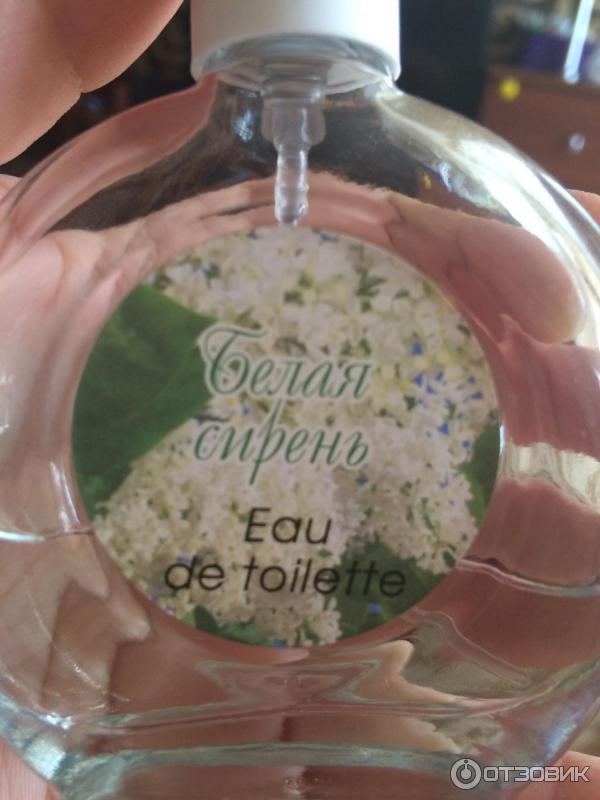 Белая
сирень
Eau
de toilette
ОТЗОВИК